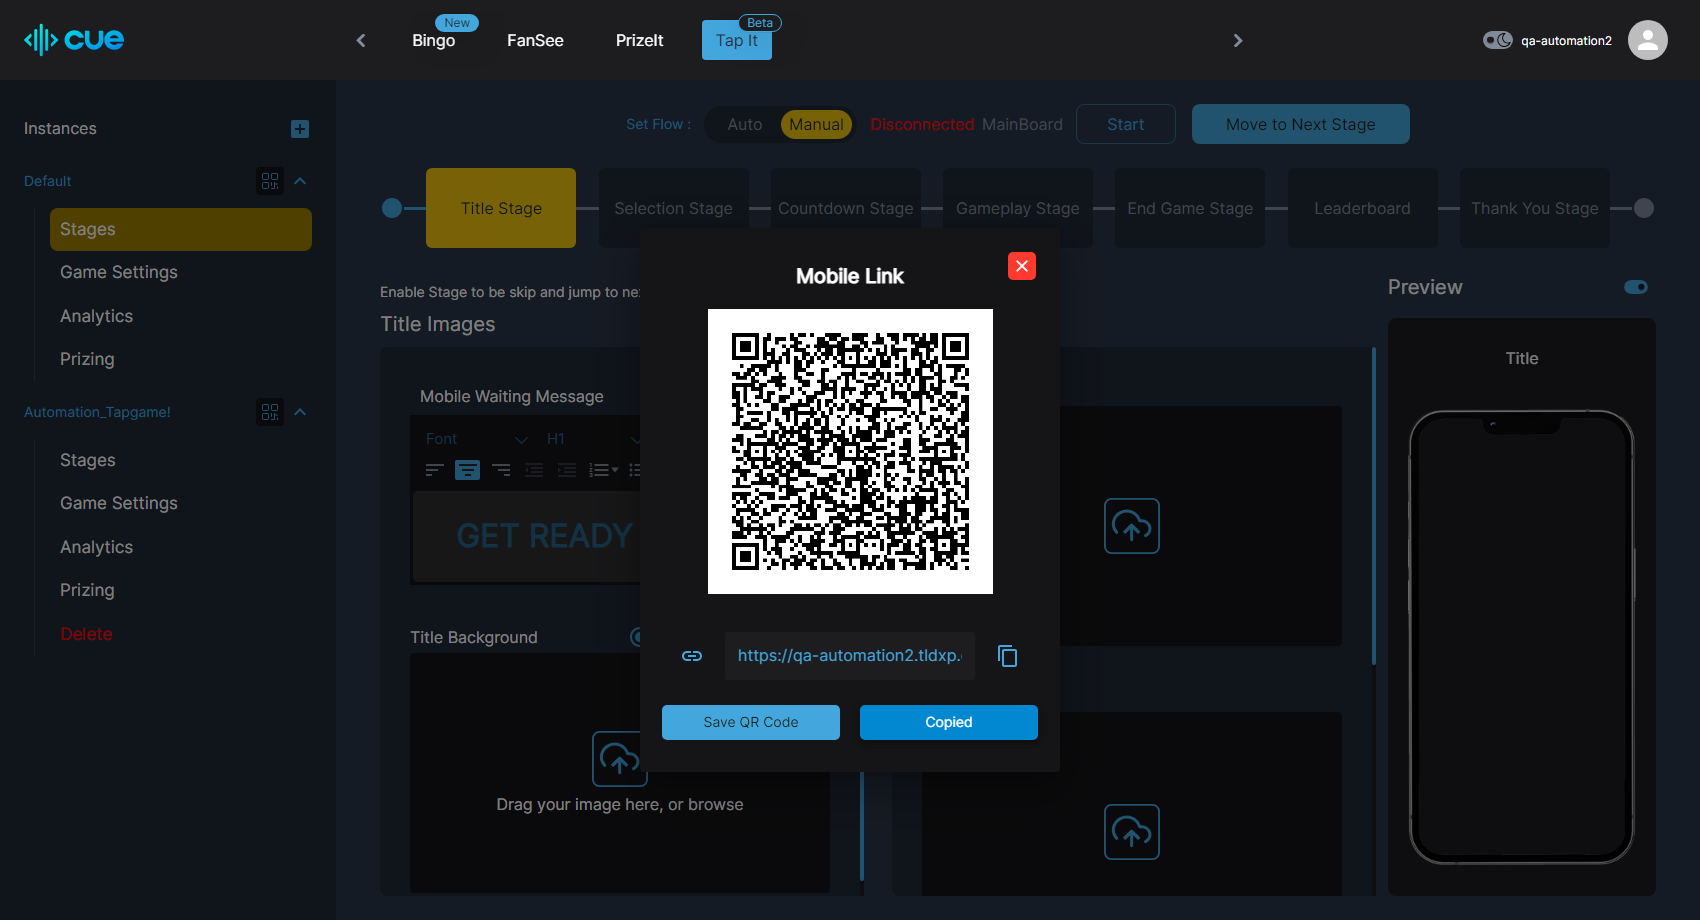 cue
Bingo
New
FanSee
PrizeIt
Tap It
Beta
qa-automation2
Instances
Default
Stages
Game Settings
Analytics
Prizing
Automation_Tapgame!
Stages
Game Settings
Analytics
Prizing
Delete
Set Flow :
Auto
Manual
Disconnected MainBoard
Start
Move to Next Stage
Title Stage
Selection Stage
Countdown Stage
Gameplay Stage
End Game Stage
Leaderboard
Thank You Stage
Enable Stage to be skip and jump to
Title Images
Mobile Waiting Message
Font
H1
GET READY
Title Background
Drag your image here, or browse
Mobile Link
https://qa-automation2.tldxp.
Save QR Code
Copied
Preview
Title